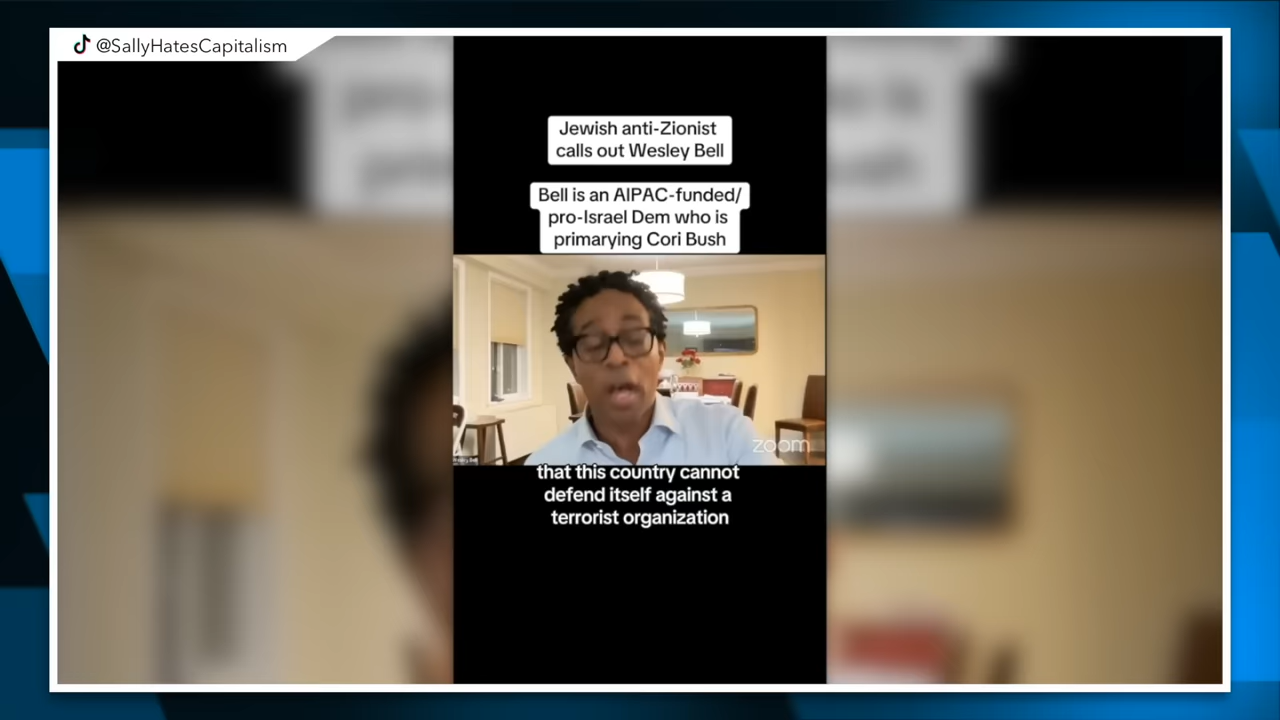 @SallyHatesCapitalism
Jewish anti-Zionist
calls out Wesley Bell
Bell is an AIPAC-funded/
pro-Israel Dem who is
primarying Cori Bush
zoom
that this country cannot
defend itself against a
terrorist organization